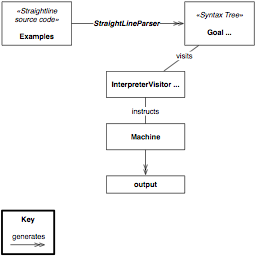 «Straightline
source code»
Examples
StraightLineParser
«Syntax Tree»
Goal ...
visits
InterpreterVisitor ...
instructs
Machine
output
Key
generates